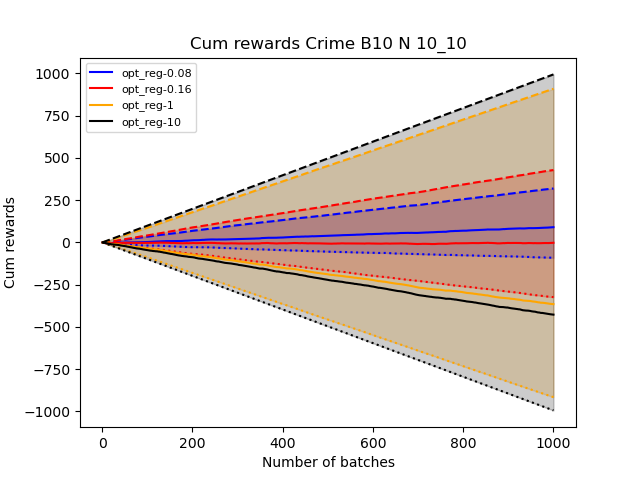 Cum rewards Crime B10 N 10_10
1000
750
500
250
0
−250
−500
−750
−1000
Cum rewards
opt_reg-0.08
opt_reg-0.16
opt_reg-1
opt_reg-10
0 200 400 600 800 1000
Number of batches